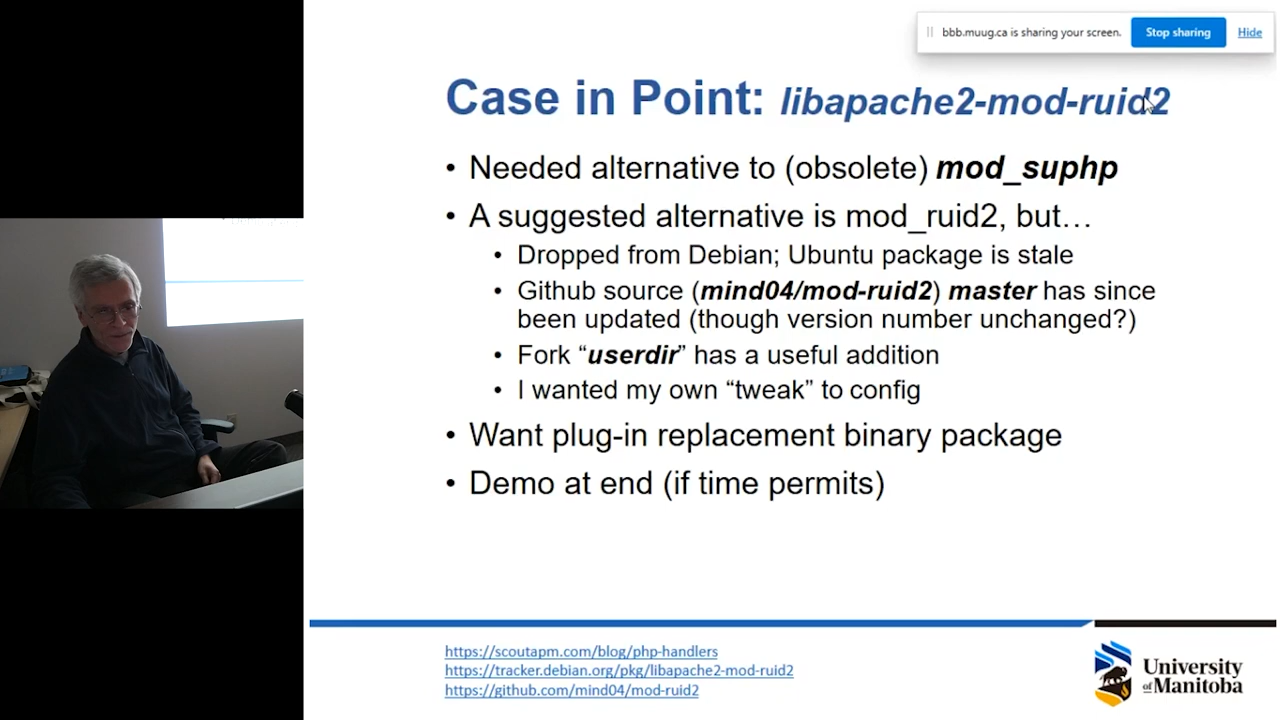 bbb.muug.ca is sharing your screen. Stop sharing Hide
Case in Point: libapache2-mod-ruid2
• Needed alternative to (obsolete) mod_suphp
• A suggested alternative is mod_ruid2, but…
• Dropped from Debian; Ubuntu package is stale
• Github source (mind04/mod-ruid2) master has since
been updated (though version number unchanged?)
• Fork “userdir” has a useful addition
• I wanted my own “tweak” to config
• Want plug-in replacement binary package
• Demo at end (if time permits)
https://scoutapm.com/blog/php-handlers
https://tracker.debian.org/pkg/libapache2-mod-ruid2
https://github.com/mind04/mod-ruid2
University
of Manitoba